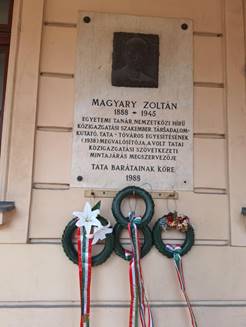 MAGYARY ZOLTÁN
1888 - 1945
EGYETEMI TANÁR, NEMZETKÖZI HÍRŰ
KÖZIGAZGATÁSI SZAKEMBER, TÁRSADALOM-
KUTATÓ, TATA - TÓVÁROS EGYESÍTÉSÉNEK
(1938) MEGVALÓSÍTÓJA, A VOLT TATAI
KÖZIGAZGATÁSI SZÖVETKEZETI
MINTAJÁRÁS MEGSZERVEZŐJE
TATA BARÁTAINAK KÖRE
1988